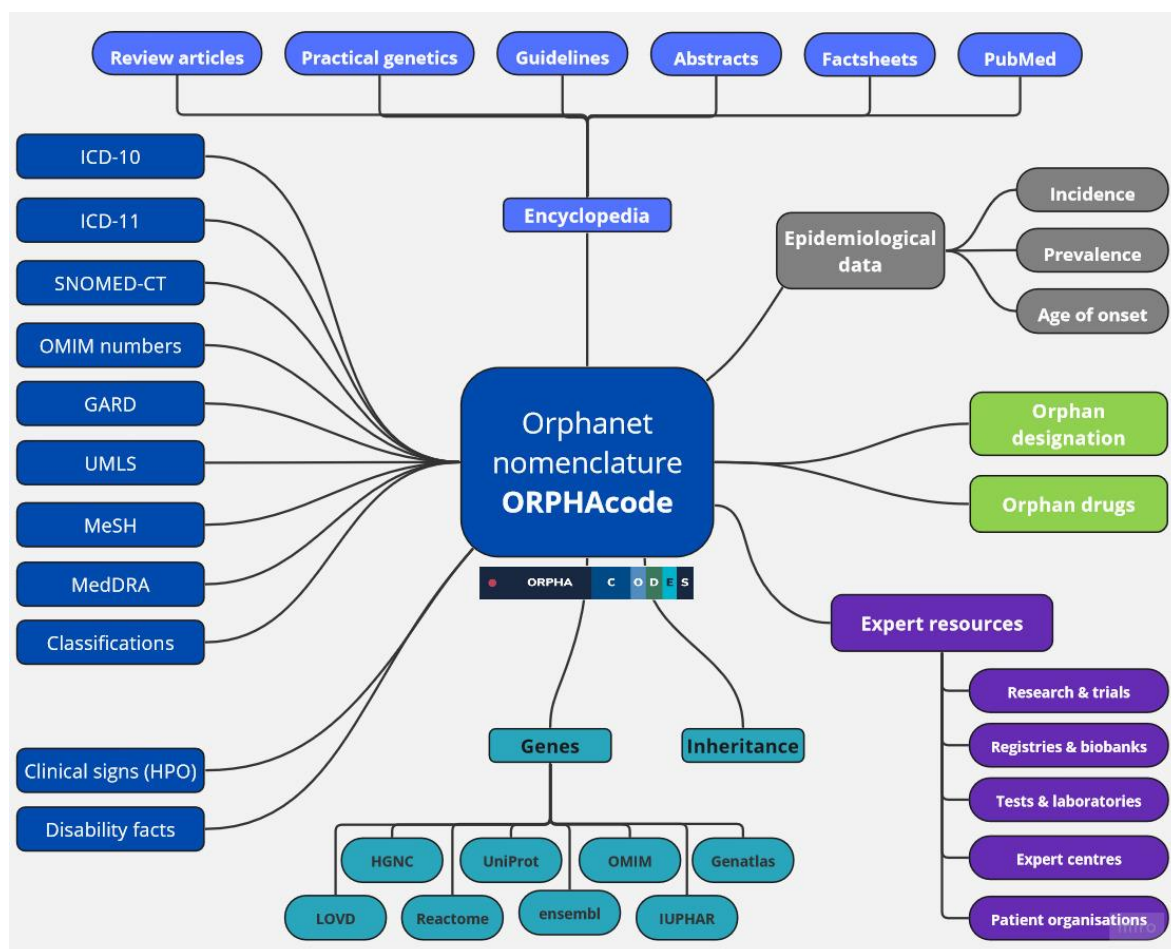 Review articles
Practical genetics
Guidelines
Abstracts
Factsheets
PubMed
ICD-10
ICD-11
SNOMED-CT
OMIM numbers
GARD
UMLS
MeSH
MedDRA
Classifications
Clinical signs (HPO)
Disability facts
Encyclopedia
Epidemiological
data
Incidence
Prevalence
Age of onset
Orphanet
nomenclature
ORPHAcode
ORPHA C O D E S
Orphan
designation
Orphan drugs
Expert resources
Research & trials
Registries & biobanks
Tests & laboratories
Expert centres
Patient organisations
Genes
Inheritance
HGNC
UniProt
OMIM
Genatlas
LOVD
Reactome
ensembl
IUPHAR
miro